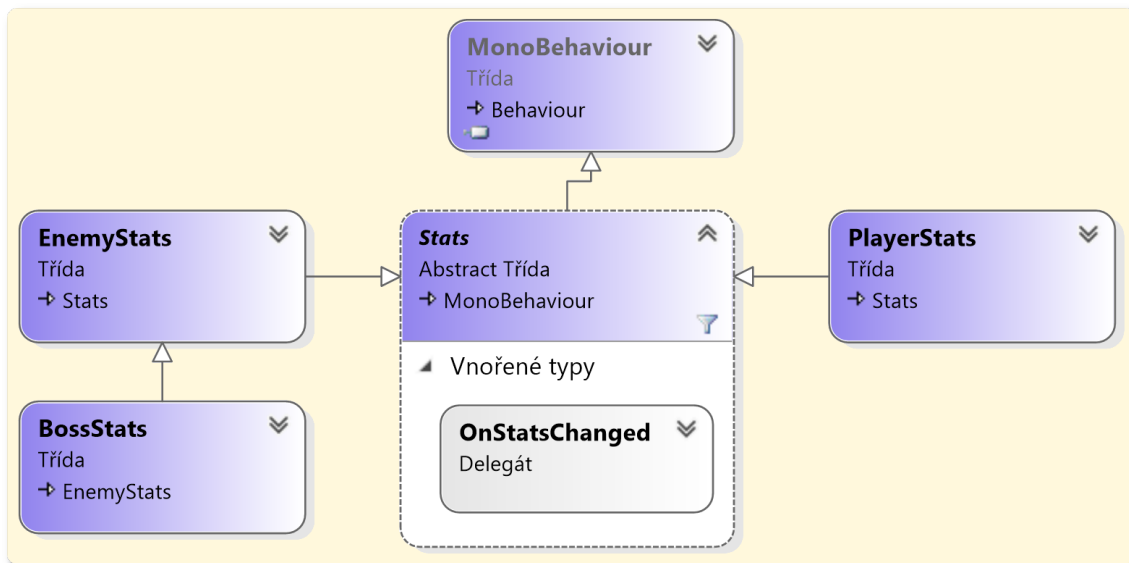 MonoBehaviour
Třída
Behaviour
EnemyStats
Třída
Stats
BossStats
Třída
EnemyStats
Stats
Abstract Třída
MonoBehaviour
Vnořené typy
OnStatsChanged
Delegát
PlayerStats
Třída
Stats